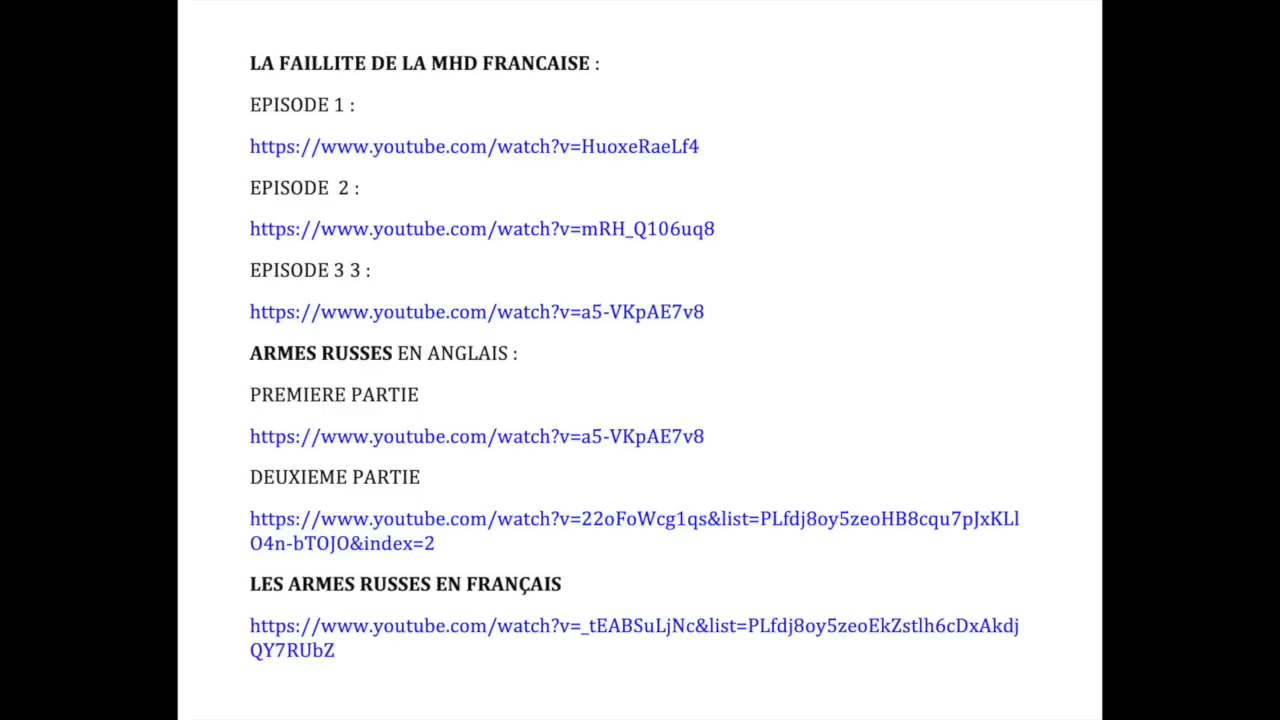 LA FAILLITE DE LA MHD FRANCAISE :
EPISODE 1 :
https://www.youtube.com/watch?v=HuoxeRaeLf4
EPISODE  2 :
https://www.youtube.com/watch?v=mRH_Q106uq8
EPISODE 3 3 :
https://www.youtube.com/watch?v=a5-VKpAE7v8
ARMES RUSSES EN ANGLAIS :
PREMIERE PARTIE
https://www.youtube.com/watch?v=a5-VKpAE7v8
DEUXIEME PARTIE
https://www.youtube.com/watch?v=22oFoWcg1qs&list=PLfdj8oy5zeoHB8cqu7pJxKLl
O4n-bTOJO&index=2
LES ARMES RUSSES EN FRANÇAIS
https://www.youtube.com/watch?v=_tEABSuLjNc&list=PLfdj8oy5zeoEkZstlh6cDxAkdj
QY7RUbZ